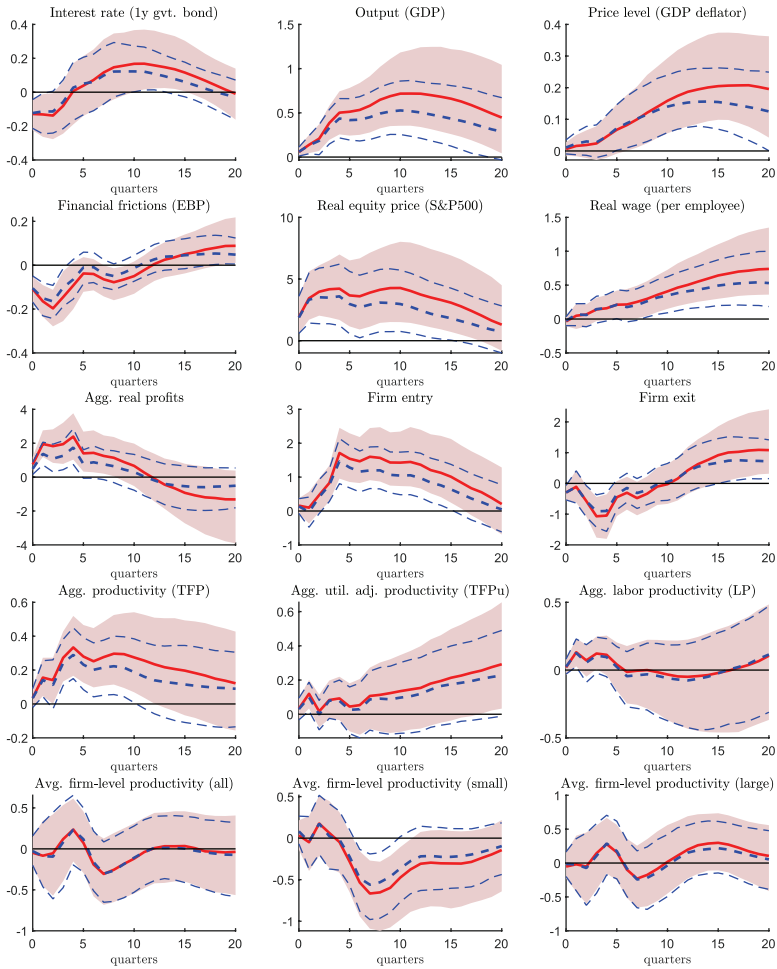 Interest rate (1y gvt. bond)
0.4
0.2
0
-0.2
-0.4
0 5 10 15 20
quarters
Output (GDP)
1.5
1
0.5
0
0 5 10 15 20
quarters
Price level (GDP deflator)
0.4
0.3
0.2
0.1
0
0 5 10 15 20
quarters
Financial frictions (EBP)
0.2
0
-0.2
-0.4
0 5 10 15 20
quarters
Real equity price (S&P500)
10
5
0
0 5 10 15 20
quarters
Real wage (per employee)
1.5
1
0.5
0
-0.5
0 5 10 15 20
quarters
Agg. real profits
4
2
0
-2
-4
0 5 10 15 20
quarters
Firm entry
3
2
1
0
-1
0 5 10 15 20
quarters
Firm exit
2
1
0
-1
-2
0 5 10 15 20
quarters
Agg. productivity (TFP)
0.6
0.4
0.2
0
-0.2
0 5 10 15 20
quarters
Agg. util. adj. productivity (TFPu)
0.6
0.4
0.2
0
0 5 10 15 20
quarters
Agg. labor productivity (LP)
0.5
0
-0.5
0 5 10 15 20
quarters
Avg. firm-level productivity (all)
0.5
0
-0.5
-1
0 5 10 15 20
quarters
Avg. firm-level productivity (small)
0.5
0
-0.5
-1
0 5 10 15 20
quarters
Avg. firm-level productivity (large)
1
0.5
0
-0.5
-1
0 5 10 15 20
quarters